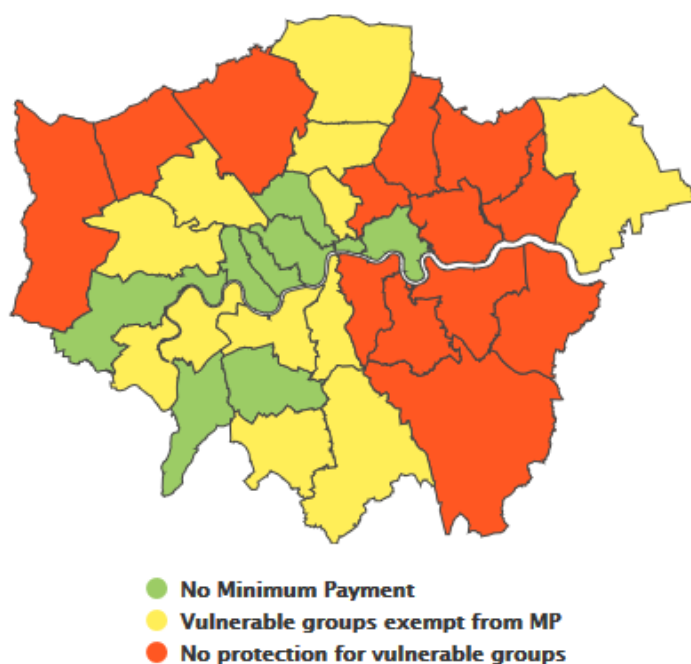 No Minimum Payment
Vulnerable groups exempt from MP
No protection for vulnerable groups